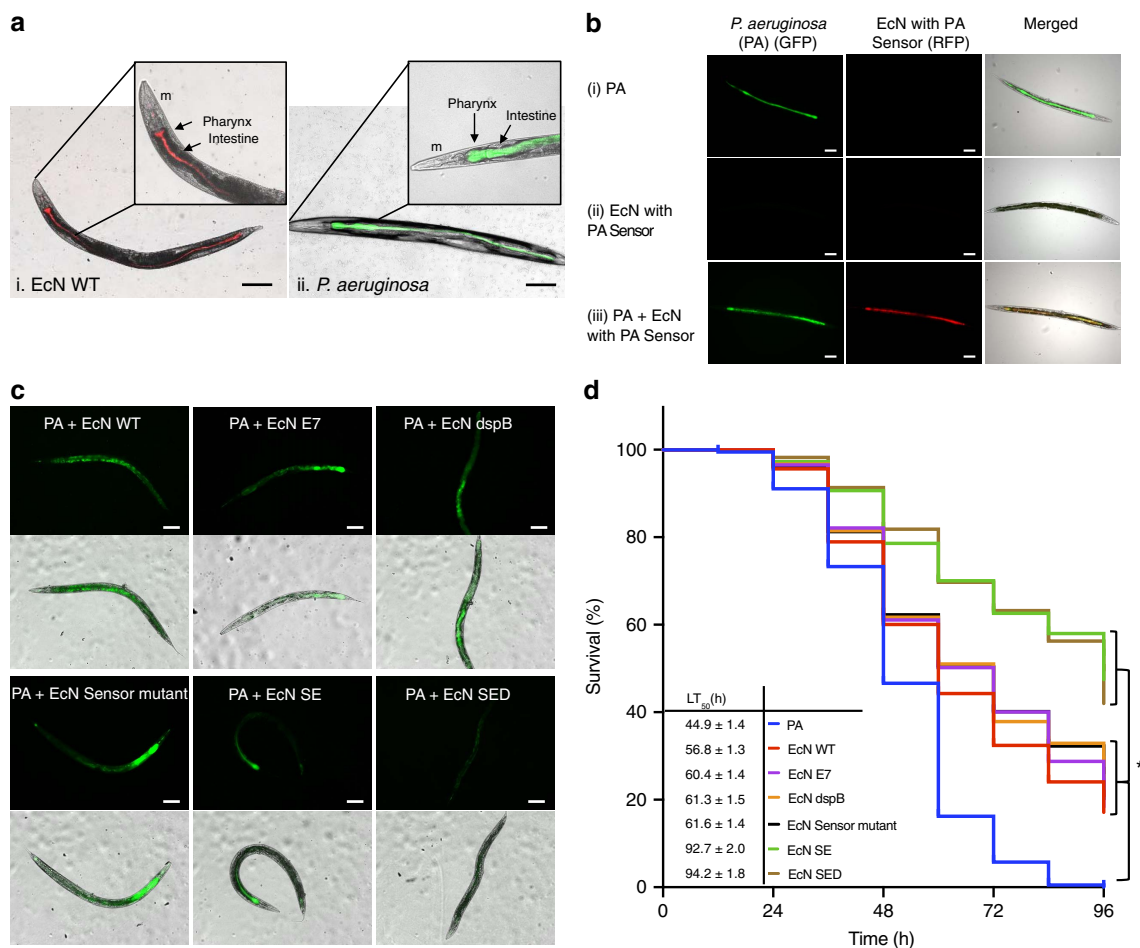 a
m
Pharynx
Intestine
i. EcN WT
Pharynx
Intestine
m
ii. P. aeruginosa
b
P. aeruginosa
(PA) (GFP)
EcN with PA
Sensor (RFP)
Merged
(i) PA
(ii) EcN with
PA Sensor
(iii) PA + EcN
with PA Sensor
c
PA + EcN WT
PA + EcN E7
PA + EcN dspB
PA + EcN Sensor mutant
PA + EcN SE
PA + EcN SED
d
Survival (%)
100
80
60
40
20
0
LT50(h)
44.9 ± 1.4 PA
56.8 ± 1.3 EcN WT
60.4 ± 1.4 EcN E7
61.3 ± 1.5 EcN dspB
61.6 ± 1.4 EcN Sensor mutant
92.7 ± 2.0 EcN SE
94.2 ± 1.8 EcN SED
*
0 24 48 72 96
Time (h)